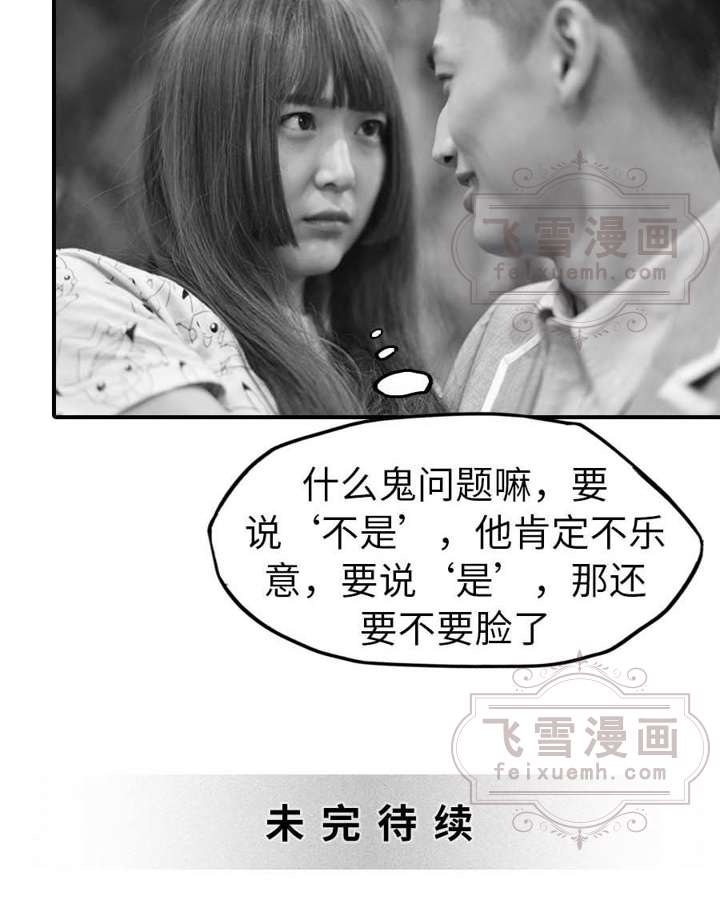 飞雪漫画
feixuemh.com
什么鬼问题嘛，要
说‘不是’，他肯定不乐
意，要说‘是’，那还
要不要脸了
飞雪漫画
feixuemh.com
未完待续